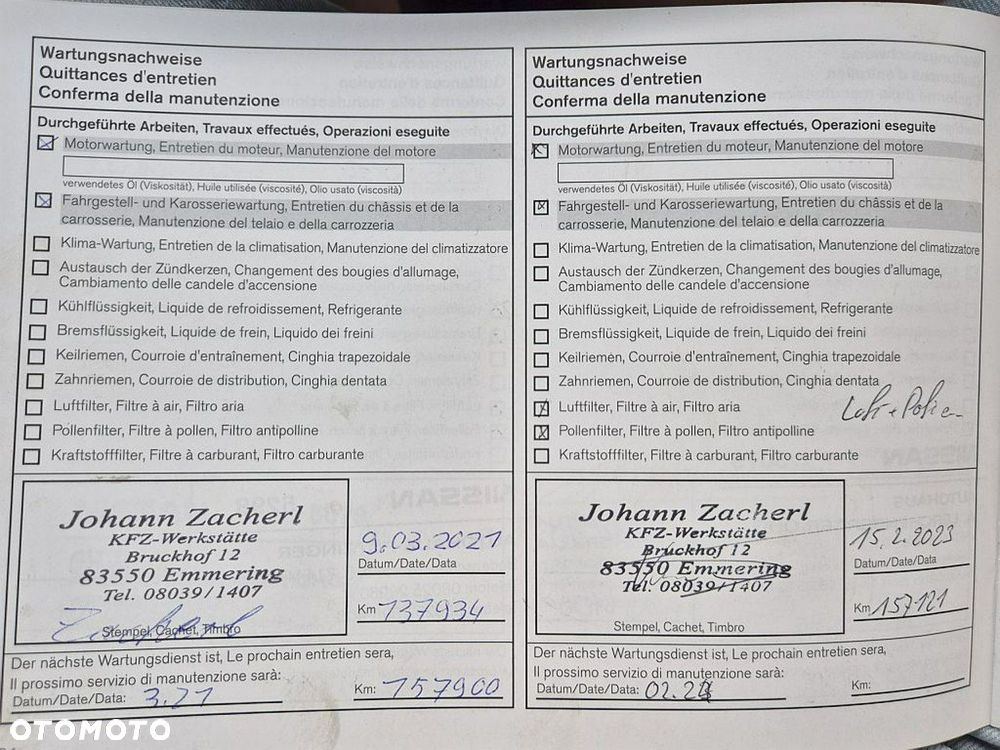 Wartungsnachweise
Quittances d'entretien
Conferma della manutenzione
Durchgeführte Arbeiten, Travaux effectués, Operazioni eseguite
Motorwartung, Entretien du moteur, Manutenzione del motore
verwendetes Öl (Viskosität), Huile utilisée (viscosité), Olio usato (viscosità)
Fahrgestell- und Karosseriewartung, Entretien du châssis et de la
carrosserie, Manutenzione del telaio e della carrozzeria
Klima-Wartung, Entretien de la climatisation, Manutenzione del climatizzatore
Austausch der Zündkerzen, Changement des bougies d'allumage,
Cambiamento delle candele d'accensione
Kühlflüssigkeit, Liquide de refroidissement, Refrigerante
Bremsflüssigkeit, Liquide de frein, Liquido dei freini
Keilriemen, Courroie d'entraînement, Cinghia trapezoidale
Zahnriemen, Courroie de distribution, Cinghia dentata
Luftfilter, Filtre à air, Filtro aria
Pollenfilter, Filtre à pollen, Filtro antipolline
Kraftstofffilter, Filtre à carburant, Filtro carburante
Johann Zacherl
KFZ-Werkstätte
Bruckhof 12
83550 Emmering
Tel. 08039/1407
Stempel, Cachet, Timbro
9.03.2021
Datum/Date/Data
Km 137934
Der nächste Wartungsdienst ist, Le prochain entretien sera,
Il prossimo servizio di manutenzione sarà:
Datum/Date/Data: 3.21
Km: 157900
Wartungsnachweise
Quittances d'entretien
Conferma della manutenzione
Durchgeführte Arbeiten, Travaux effectués, Operazioni eseguite
Motorwartung, Entretien du moteur, Manutenzione del motore
verwendetes Öl (Viskosität), Huile utilisée (viscosité), Olio usato (viscosità)
Fahrgestell- und Karosseriewartung, Entretien du châssis et de la
carrosserie, Manutenzione del telaio e della carrozzeria
Klima-Wartung, Entretien de la climatisation, Manutenzione del climatizzatore
Austausch der Zündkerzen, Changement des bougies d'allumage,
Cambiamento delle candele d'accensione
Kühlflüssigkeit, Liquide de refroidissement, Refrigerante
Bremsflüssigkeit, Liquide de frein, Liquido dei freini
Keilriemen, Courroie d'entraînement, Cinghia trapezoidale
Zahnriemen, Courroie de distribution, Cinghia dentata
Luftfilter, Filtre à air, Filtro aria
Pollenfilter, Filtre à pollen, Filtro antipolline
Kraftstofffilter, Filtre à carburant, Filtro carburante
Johann Zacherl
KFZ-Werkstätte
Bruckhof 12
83550 Emmering
Tel. 08039/1407
Stempel, Cachet, Timbro
15.2.2023
Datum/Date/Data
Km 157121
Der nächste Wartungsdienst ist, Le prochain entretien sera,
Il prossimo servizio di manutenzione sarà:
Datum/Date/Data: 02.2
Km:
OTOMOTO